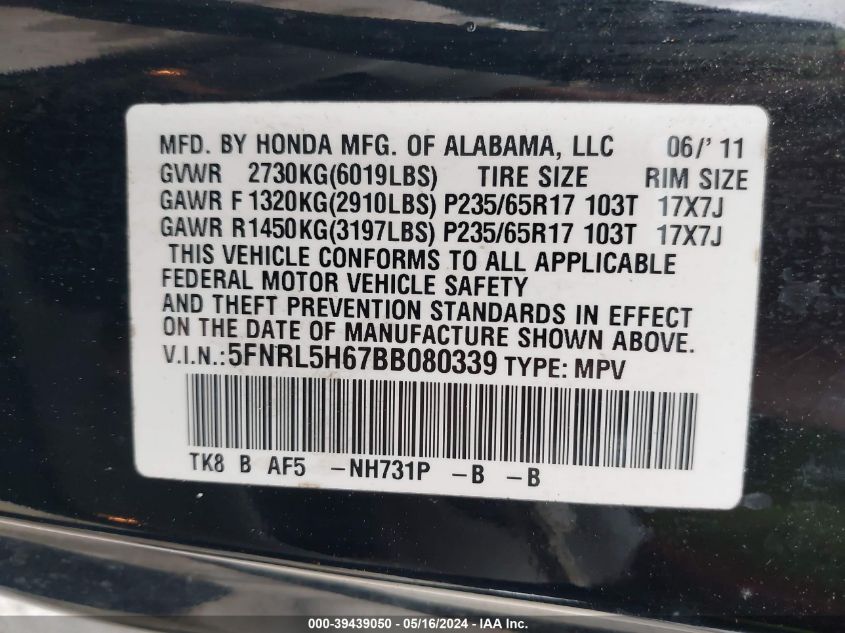 MFD. BY HONDA MFG. OF ALABAMA, LLC 06/' 11
GVWR 2730KG(6019LBS) TIRE SIZE RIM SIZE
GAWR F 1320KG(2910LBS) P235/65R17 103T 17X7J
GAWR R1450KG(3197LBS) P235/65R17 103T 17X7J
THIS VEHICLE CONFORMS TO ALL APPLICABLE
FEDERAL MOTOR VEHICLE SAFETY
AND THEFT PREVENTION STANDARDS IN EFFECT
ON THE DATE OF MANUFACTURE SHOWN ABOVE.
V.I.N.:5FNRL5H67BB080339 TYPE: MPV
TK8 B AF5 -NH731P -B -B
000-39439050 - 05/16/2024 - IAA Inc.